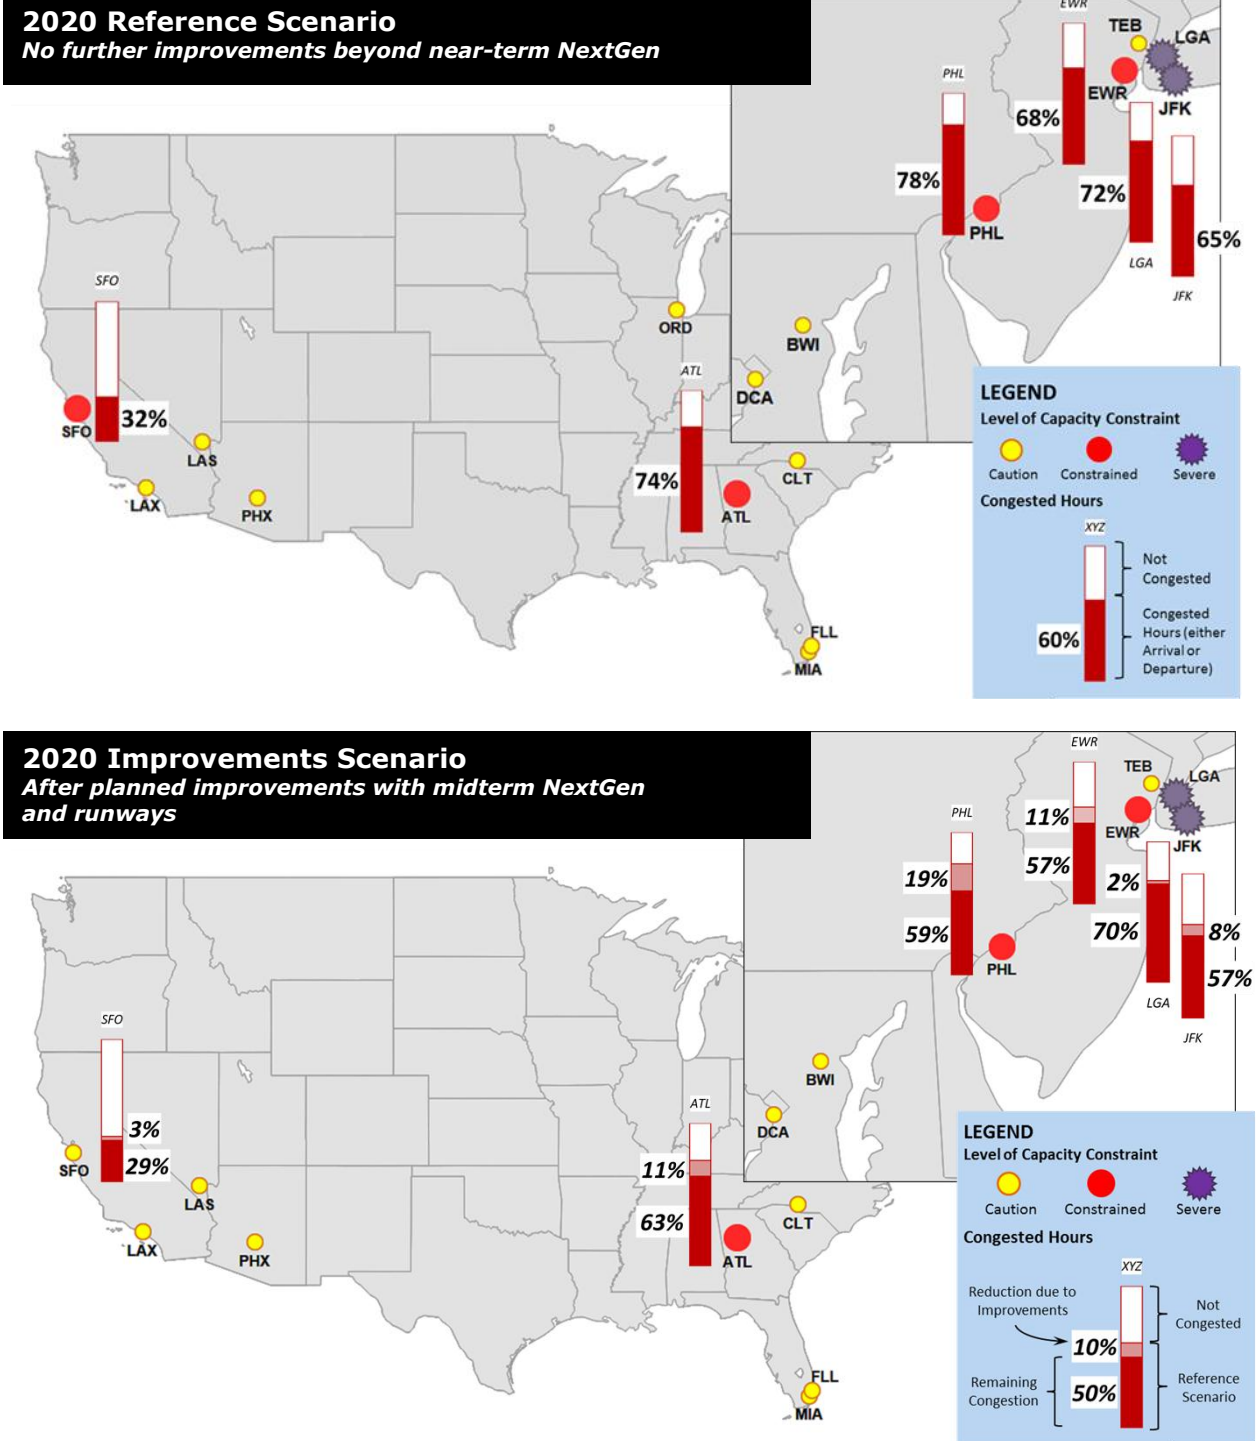 2020 Reference Scenario
No further improvements beyond near-term NextGen
EWR
TEB
LGA
PHL
EWR
JFK
68%
78%
72%
PHL
65%
LGA
JFK
SFO
ORD
BWI
ATL
DCA
32%
SFO
LAS
CLT
74%
LAX
PHX
ATL
FLL
MIA
LEGEND
Level of Capacity Constraint
Caution
Constrained
Severe
Congested Hours
XYZ
Not
Congested
Congested
Hours (either
Arrival or
Departure)
60%
2020 Improvements Scenario
After planned improvements with midterm NextGen
and runways
EWR
TEB
LGA
PHL
11%
EWR
JFK
57%
19%
2%
59%
70%
8%
PHL
57%
LGA
JFK
SFO
BWI
ATL
DCA
3%
29%
SFO
11%
LAS
63%
CLT
LAX
PHX
ATL
FLL
MIA
LEGEND
Level of Capacity Constraint
Caution
Constrained
Severe
Congested Hours
XYZ
Reduction due to
Improvements
Not
Congested
10%
Remaining
Congestion
50%
Reference
Scenario